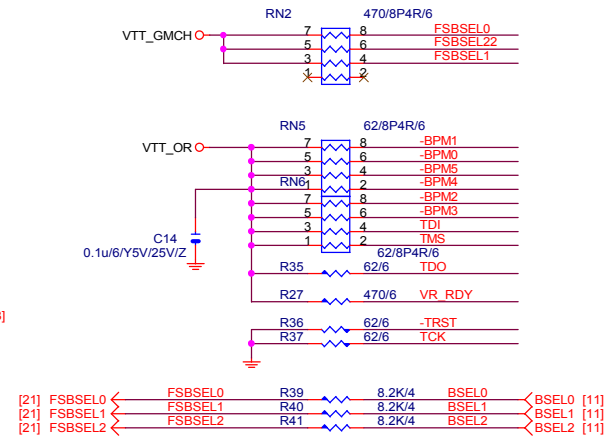 RN2 470/8P4R/6
VTT_GMCH 7 8 FSBSEL0
5 6 FSBSEL22
3 4 FSBSEL1
1 2
RN5 62/8P4R/6
VTT_OR 7 8 -BPM1
5 6 -BPM0
3 4 -BPM5
RN6 1 2 -BPM4
7 8 -BPM2
5 6 -BPM3
3 4 TDI
C14 1 2 TMS
0.1u/6/Y5V/25V/Z 62/8P4R/6
R35 62/6 TDO
R27 470/6 VR_RDY
]
R36 62/6 -TRST
R37 62/6 TCK
[21] FSBSEL0 FSBSEL0 R39 8.2K/4 BSEL0 BSEL0 [11]
[21] FSBSEL1 FSBSEL1 R40 8.2K/4 BSEL1 BSEL1 [11]
[21] FSBSEL2 FSBSEL2 R41 8.2K/4 BSEL2 BSEL2 [11]